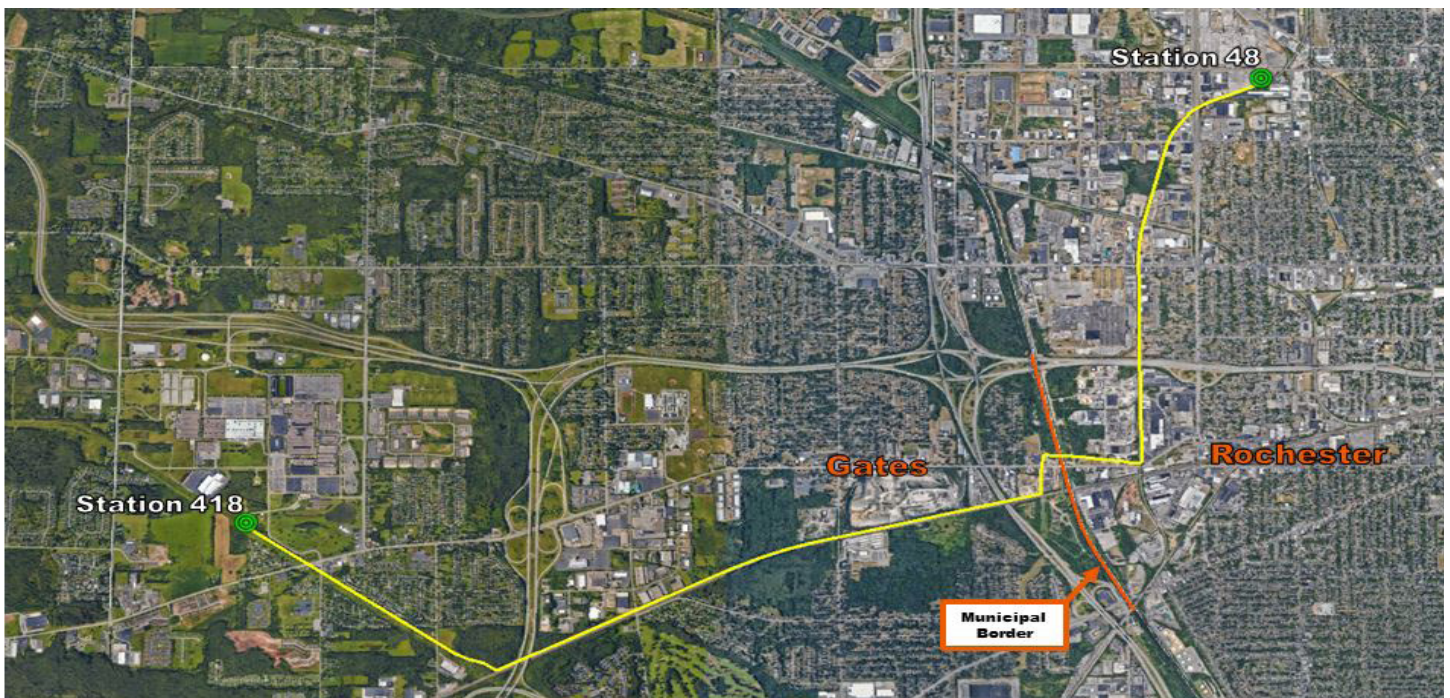 Station 48
Gates
Rochester
Station 418
Municipal
Border